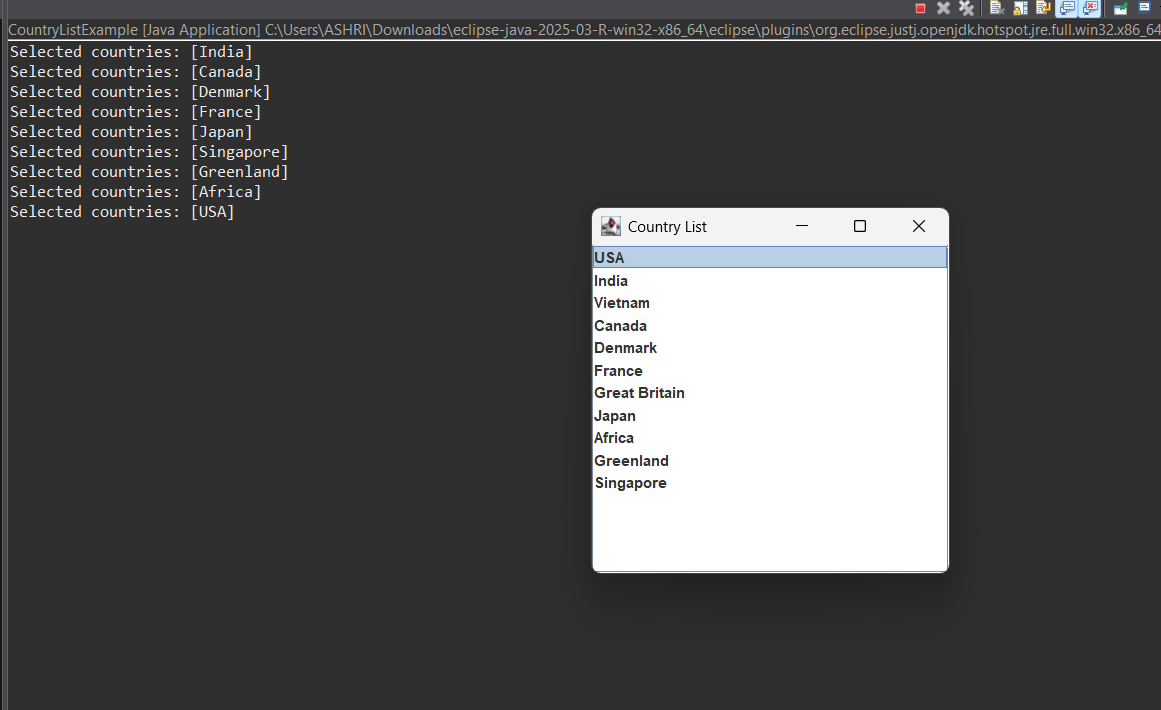 CountryListExample [Java Application] C:\Users\ASHRI\Downloads\eclipse-java-2025-03-R-win32-x86_64\eclipse\plugins\org.eclipse.justj.openjdk.hotspot.jre.full.win32.x86_64
Selected countries: [India]
Selected countries: [Canada]
Selected countries: [Denmark]
Selected countries: [France]
Selected countries: [Japan]
Selected countries: [Singapore]
Selected countries: [Greenland]
Selected countries: [Africa]
Selected countries: [USA]
Country List
USA
India
Vietnam
Canada
Denmark
France
Great Britain
Japan
Africa
Greenland
Singapore